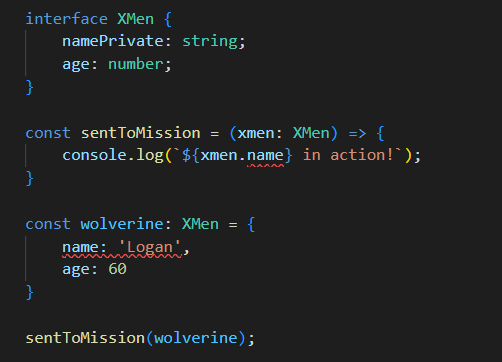 interface XMen {
namePrivate: string;
age: number;
}
const sentToMission = (xmen: XMen) => {
console.log(`${xmen.name} in action!`);
}
const wolverine: XMen = {
name: 'Logan',
age: 60
}
sentToMission(wolverine);